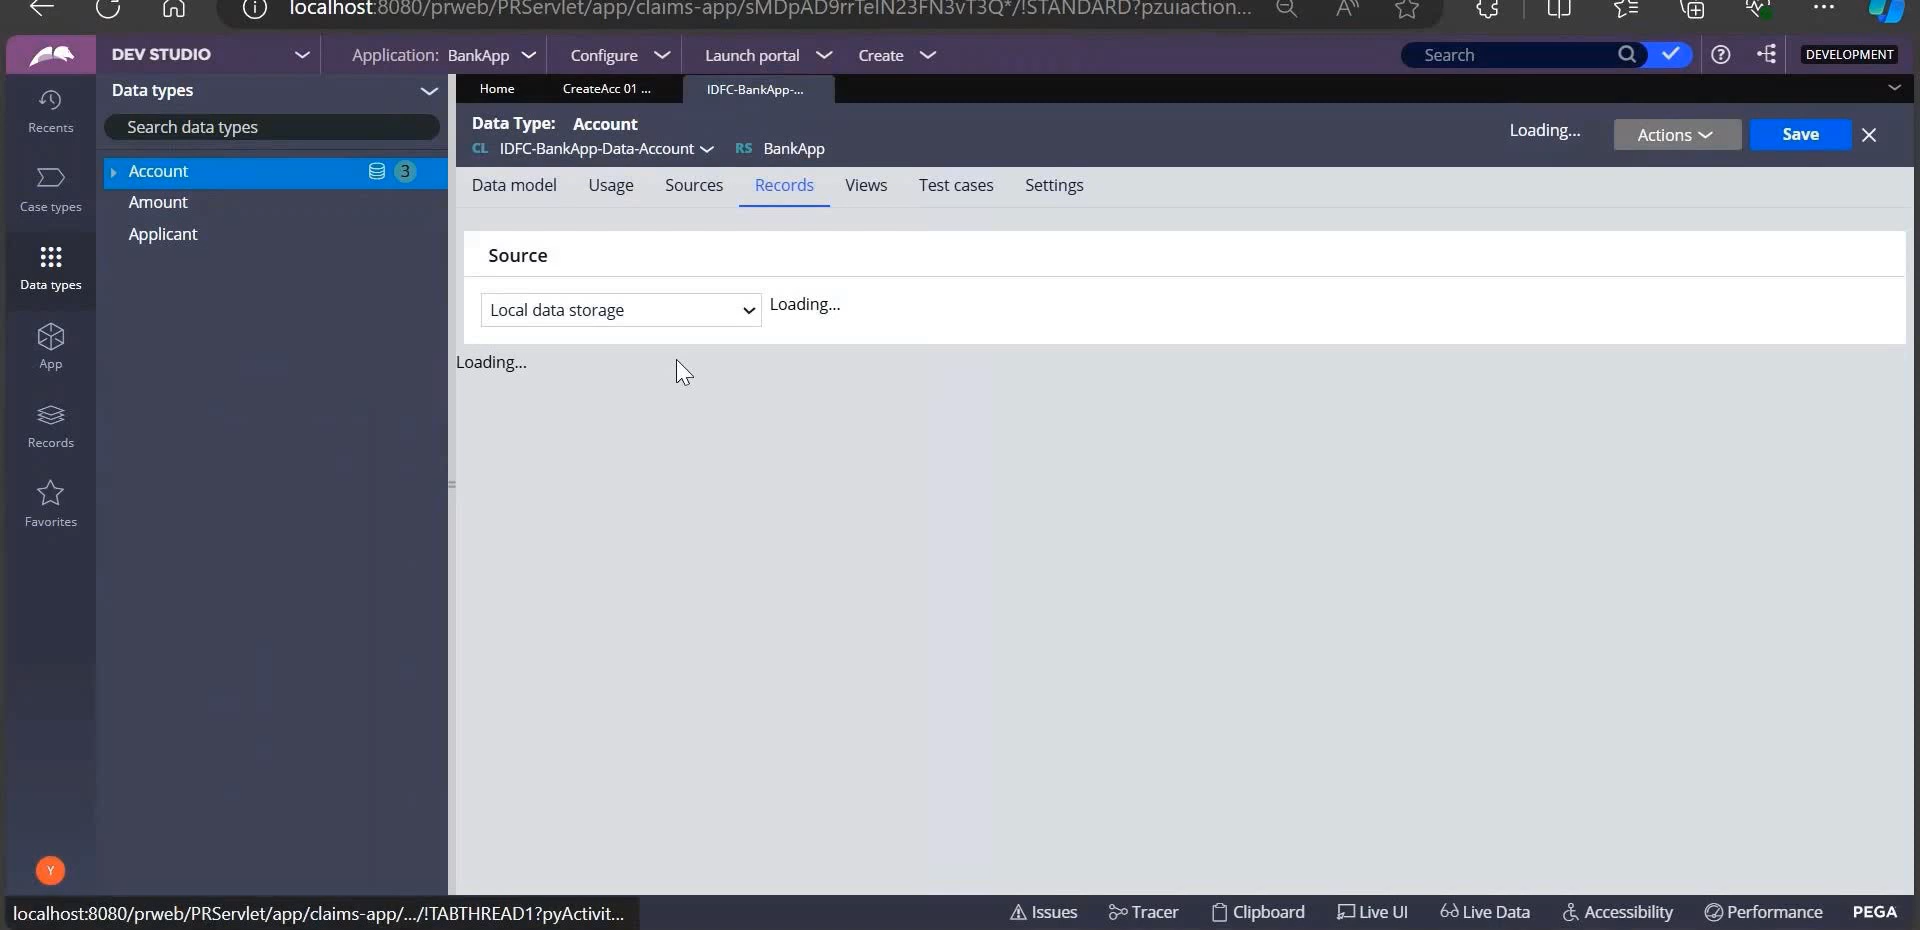 localhost:8080/prweb/PRServlet/app/claims-app/sMDpAD9rrTelN23FN3vT3Q*/!STANDARD?pzuiaction...
DEV STUDIO
Application: BankApp
Configure
Launch portal
Create
Search
DEVELOPMENT
Recents
Case types
Data types
App
Records
Favorites
Y
Data types
Search data types
Account 3
Amount
Applicant
Home
CreateAcc 01 ...
IDFC-BankApp-...
Data Type: Account
CL IDFC-BankApp-Data-Account RS BankApp
Loading...
Actions
Save
Data model
Usage
Sources
Records
Views
Test cases
Settings
Source
Local data storage
Loading...
Loading...
localhost:8080/prweb/PRServlet/app/claims-app/.../!TABTHREAD1?pyActivit...
Issues
Tracer
Clipboard
Live UI
Live Data
Accessibility
Performance
PEGA